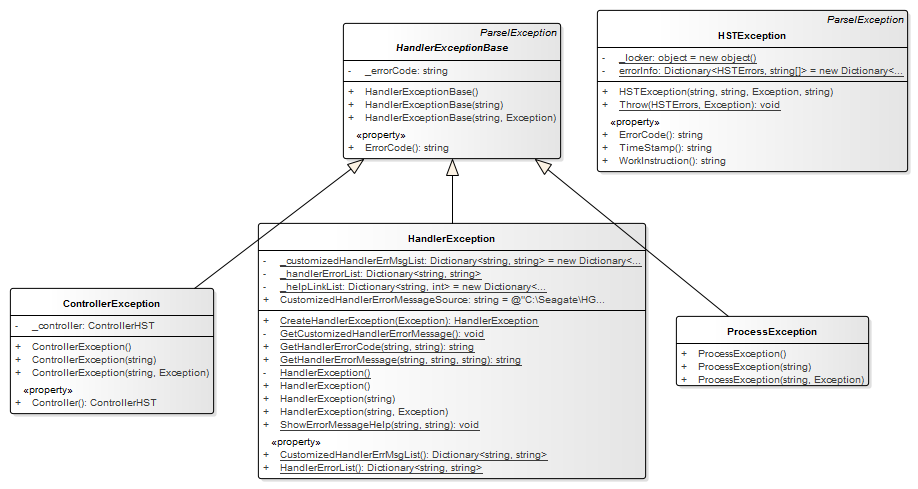 ParselException
HandlerExceptionBase
- _errorCode: string
+ HandlerExceptionBase()
+ HandlerExceptionBase(string)
+ HandlerExceptionBase(string, Exception)
«property»
+ ErrorCode(): string
ParselException
HSTException
- _locker: object = new object()
- errorInfo: Dictionary<HSTErrors, string[]> = new Dictionary<...
+ HSTException(string, string, Exception, string)
+ Throw(HSTErrors, Exception): void
«property»
+ ErrorCode(): string
+ TimeStamp(): string
+ WorkInstruction(): string
HandlerException
- _customizedHandlerErrMsgList: Dictionary<string, string> = new Dictionary<...
- _handlerErrorList: Dictionary<string, string>
- _helpLinkList: Dictionary<string, int> = new Dictionary<...
+ CustomizedHandlerErrorMessageSource: string = @"C:\Seagate\HG...
+ CreateHandlerException(Exception): HandlerException
- GetCustomizedHandlerErrorMessage(): void
+ GetHandlerErrorCode(string, string): string
+ GetHandlerErrorMessage(string, string, string): string
- HandlerException()
+ HandlerException()
+ HandlerException(string)
+ HandlerException(string, Exception)
+ ShowErrorMessageHelp(string, string): void
«property»
+ CustomizedHandlerErrMsgList(): Dictionary<string, string>
+ HandlerErrorList(): Dictionary<string, string>
ControllerException
- _controller: ControllerHST
+ ControllerException()
+ ControllerException(string)
+ ControllerException(string, Exception)
«property»
+ Controller(): ControllerHST
ProcessException
+ ProcessException()
+ ProcessException(string)
+ ProcessException(string, Exception)